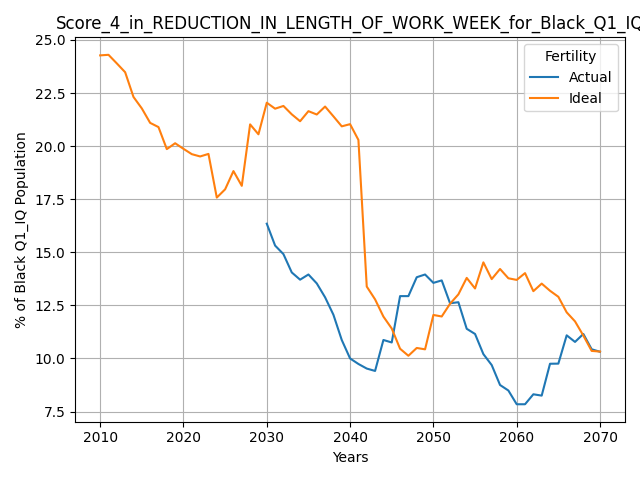 Score_4_in_REDUCTION_IN_LENGTH_OF_WORK_WEEK_for_Black_Q1_IQ
Fertility
Actual
Ideal
% of Black Q1_IQ Population
25.0
22.5
20.0
17.5
15.0
12.5
10.0
7.5
2010 2020 2030 2040 2050 2060 2070
Years